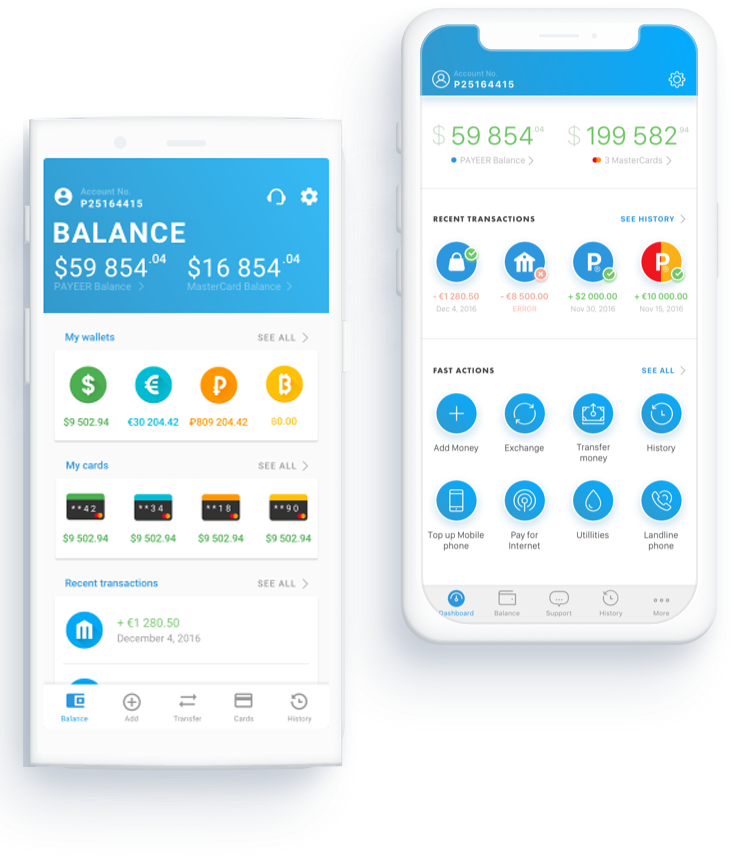 Account No.
P25164415
BALANCE
$59 854.04 $16 854.04
PAYEER Balance MasterCard Balance
My wallets SEE ALL
$9 502.94 €30 204.42 ₽809 204.42 60.00
My cards SEE ALL
**42 **34 **18 **90
$9 502.94 $9 502.94 $9 502.94 $9 502.94
Recent transactions SEE ALL
+ €1 280.50
December 4, 2016
Balance Add Transfer Cards History
Account No.
P25164415
$ 59 854.04 $ 199 582.94
PAYEER Balance 3 MasterCards
RECENT TRANSACTIONS SEE HISTORY
- €1 280.50 - €8 500.00 + $2 000.00 + €10 000.00
Dec 4, 2016 ERROR Nov 30, 2016 Nov 15, 2016
FAST ACTIONS SEE ALL
Add Money Exchange Transfer History
money
Top up Mobile Pay for Utillities Landline
phone Internet phone
Dashboard Balance Support History More